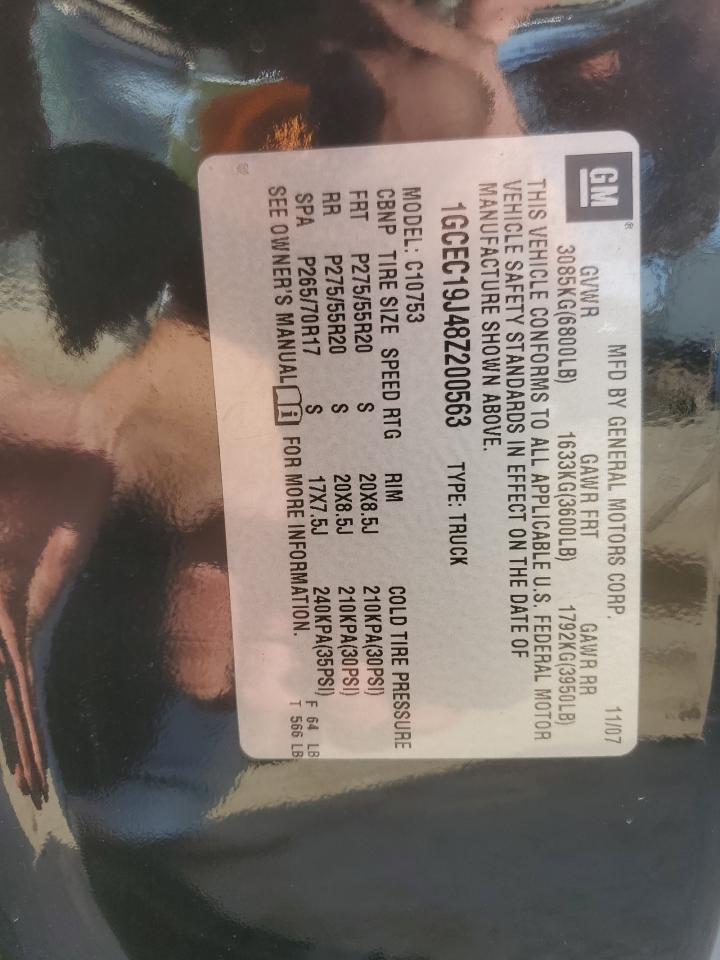 GM ®
MFD BY GENERAL MOTORS CORP. 11/07
GVWR GAWR FRT GAWR RR
3085KG(6800LB) 1633KG(3600LB) 1792KG(3950LB)
THIS VEHICLE CONFORMS TO ALL APPLICABLE U.S. FEDERAL MOTOR
VEHICLE SAFETY STANDARDS IN EFFECT ON THE DATE OF
MANUFACTURE SHOWN ABOVE.
1GCEC19J48Z200563 TYPE: TRUCK
MODEL: C10753
CBNP TIRE SIZE SPEED RTG RIM COLD TIRE PRESSURE
FRT P275/55R20 S 20X8.5J 210KPA(30PSI)
RR P275/55R20 S 20X8.5J 210KPA(30PSI)
SPA P265/70R17 S 17X7.5J 240KPA(35PSI)
SEE OWNER'S MANUAL i FOR MORE INFORMATION.
F 64 LB
T 566 LB